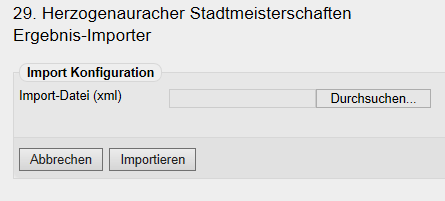 29. Herzogenauracher Stadtmeisterschaften
Ergebnis-Importer
Import Konfiguration
Import-Datei (xml)
Durchsuchen...
Abbrechen
Importieren